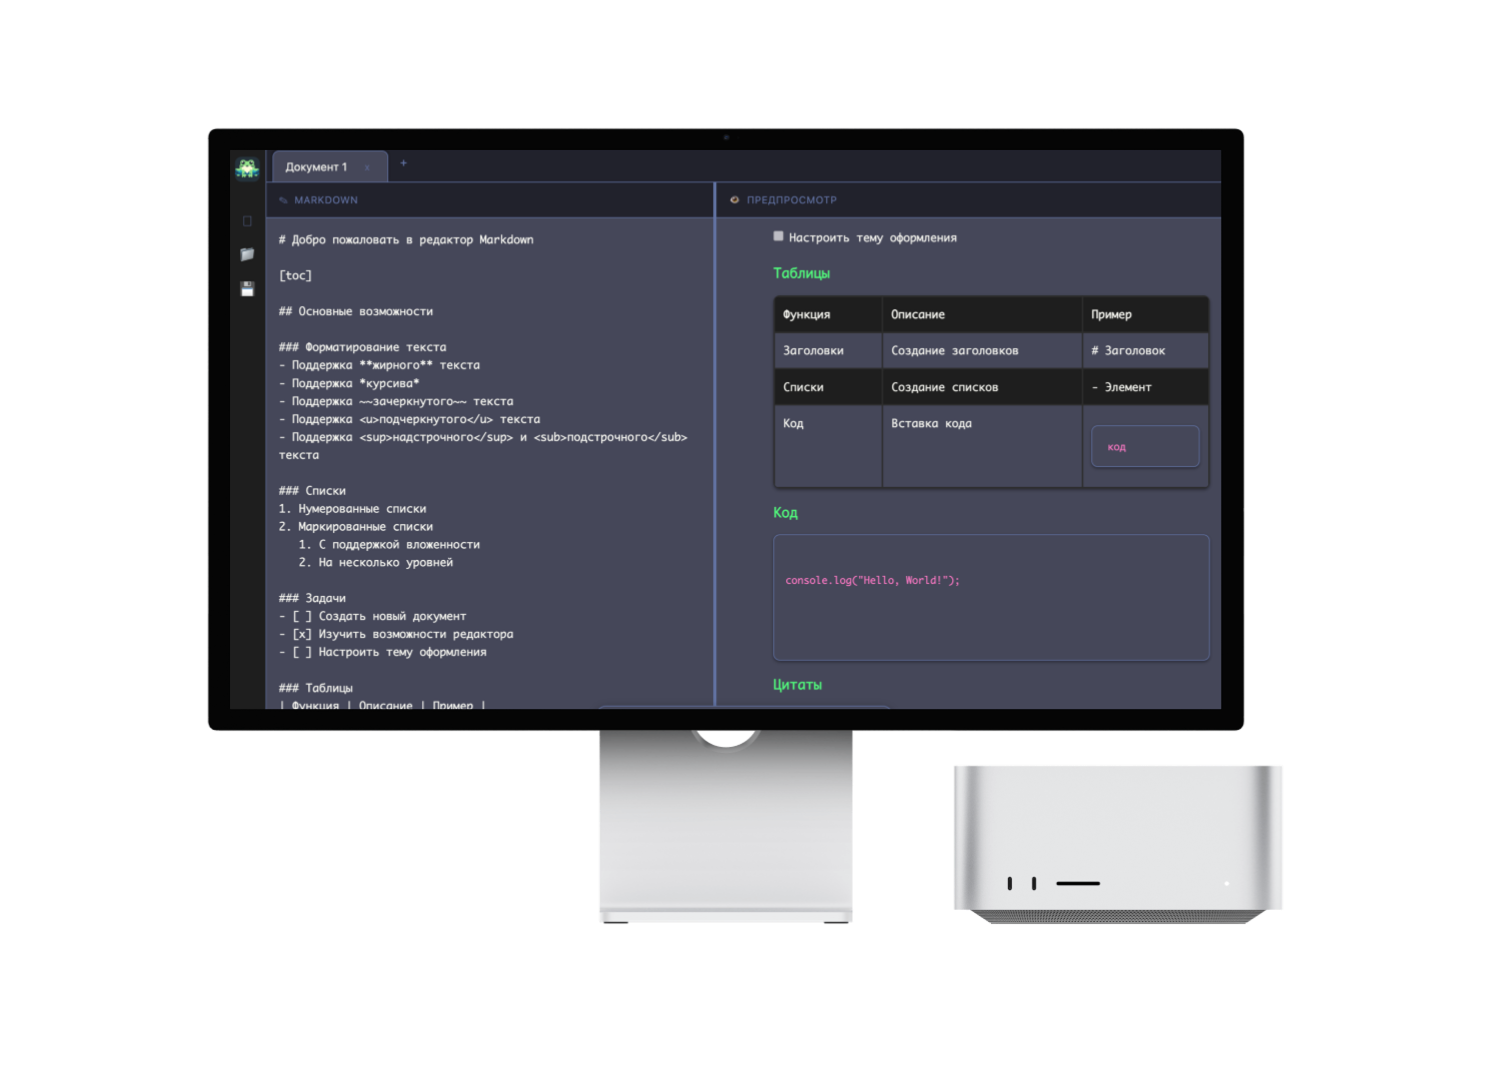 Документ 1 x +
MARKDOWN
# Добро пожаловать в редактор Markdown
[toc]
## Основные возможности
### Форматирование текста
- Поддержка **жирного** текста
- Поддержка *курсива*
- Поддержка ~~зачеркнутого~~ текста
- Поддержка <u>подчеркнутого</u> текста
- Поддержка <sup>надстрочного</sup> и <sub>подстрочного</sub>
текста
### Списки
1. Нумерованные списки
2. Маркированные списки
1. С поддержкой вложенности
2. На несколько уровней
### Задачи
- [ ] Создать новый документ
- [x] Изучить возможности редактора
- [ ] Настроить тему оформления
### Таблицы
| Функция | Описание | Пример |
ПРЕДПРОСМОТР
Настроить тему оформления
Таблицы
Функция Описание Пример
Заголовки Создание заголовков # Заголовок
Списки Создание списков - Элемент
Код Вставка кода
код
Код
console.log("Hello, World!");
Цитаты